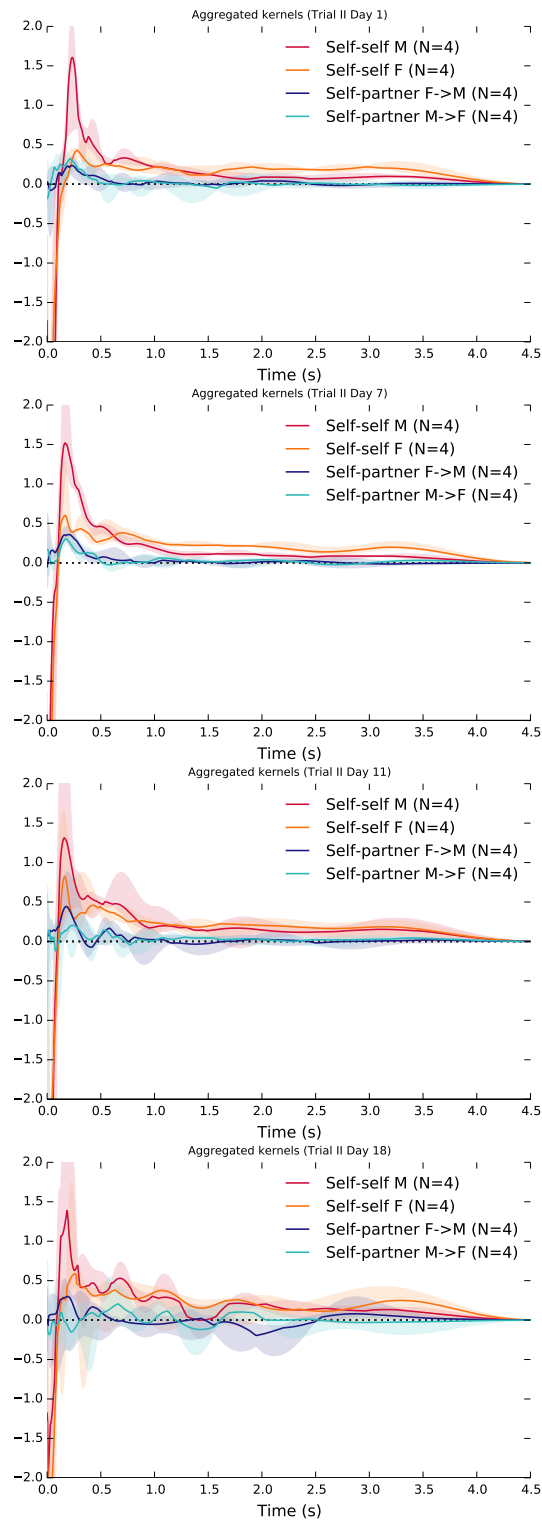 Aggregated kernels (Trial II Day 1)
2.0
1.5
1.0
0.5
0.0
−0.5
−1.0
−1.5
−2.0
Self-self M (N=4)
Self-self F (N=4)
Self-partner F->M (N=4)
Self-partner M->F (N=4)
0.0 0.5 1.0 1.5 2.0 2.5 3.0 3.5 4.0 4.5
Time (s)
Aggregated kernels (Trial II Day 7)
2.0
1.5
1.0
0.5
0.0
−0.5
−1.0
−1.5
−2.0
Self-self M (N=4)
Self-self F (N=4)
Self-partner F->M (N=4)
Self-partner M->F (N=4)
0.0 0.5 1.0 1.5 2.0 2.5 3.0 3.5 4.0 4.5
Time (s)
Aggregated kernels (Trial II Day 11)
2.0
1.5
1.0
0.5
0.0
−0.5
−1.0
−1.5
−2.0
Self-self M (N=4)
Self-self F (N=4)
Self-partner F->M (N=4)
Self-partner M->F (N=4)
0.0 0.5 1.0 1.5 2.0 2.5 3.0 3.5 4.0 4.5
Time (s)
Aggregated kernels (Trial II Day 18)
2.0
1.5
1.0
0.5
0.0
−0.5
−1.0
−1.5
−2.0
Self-self M (N=4)
Self-self F (N=4)
Self-partner F->M (N=4)
Self-partner M->F (N=4)
0.0 0.5 1.0 1.5 2.0 2.5 3.0 3.5 4.0 4.5
Time (s)